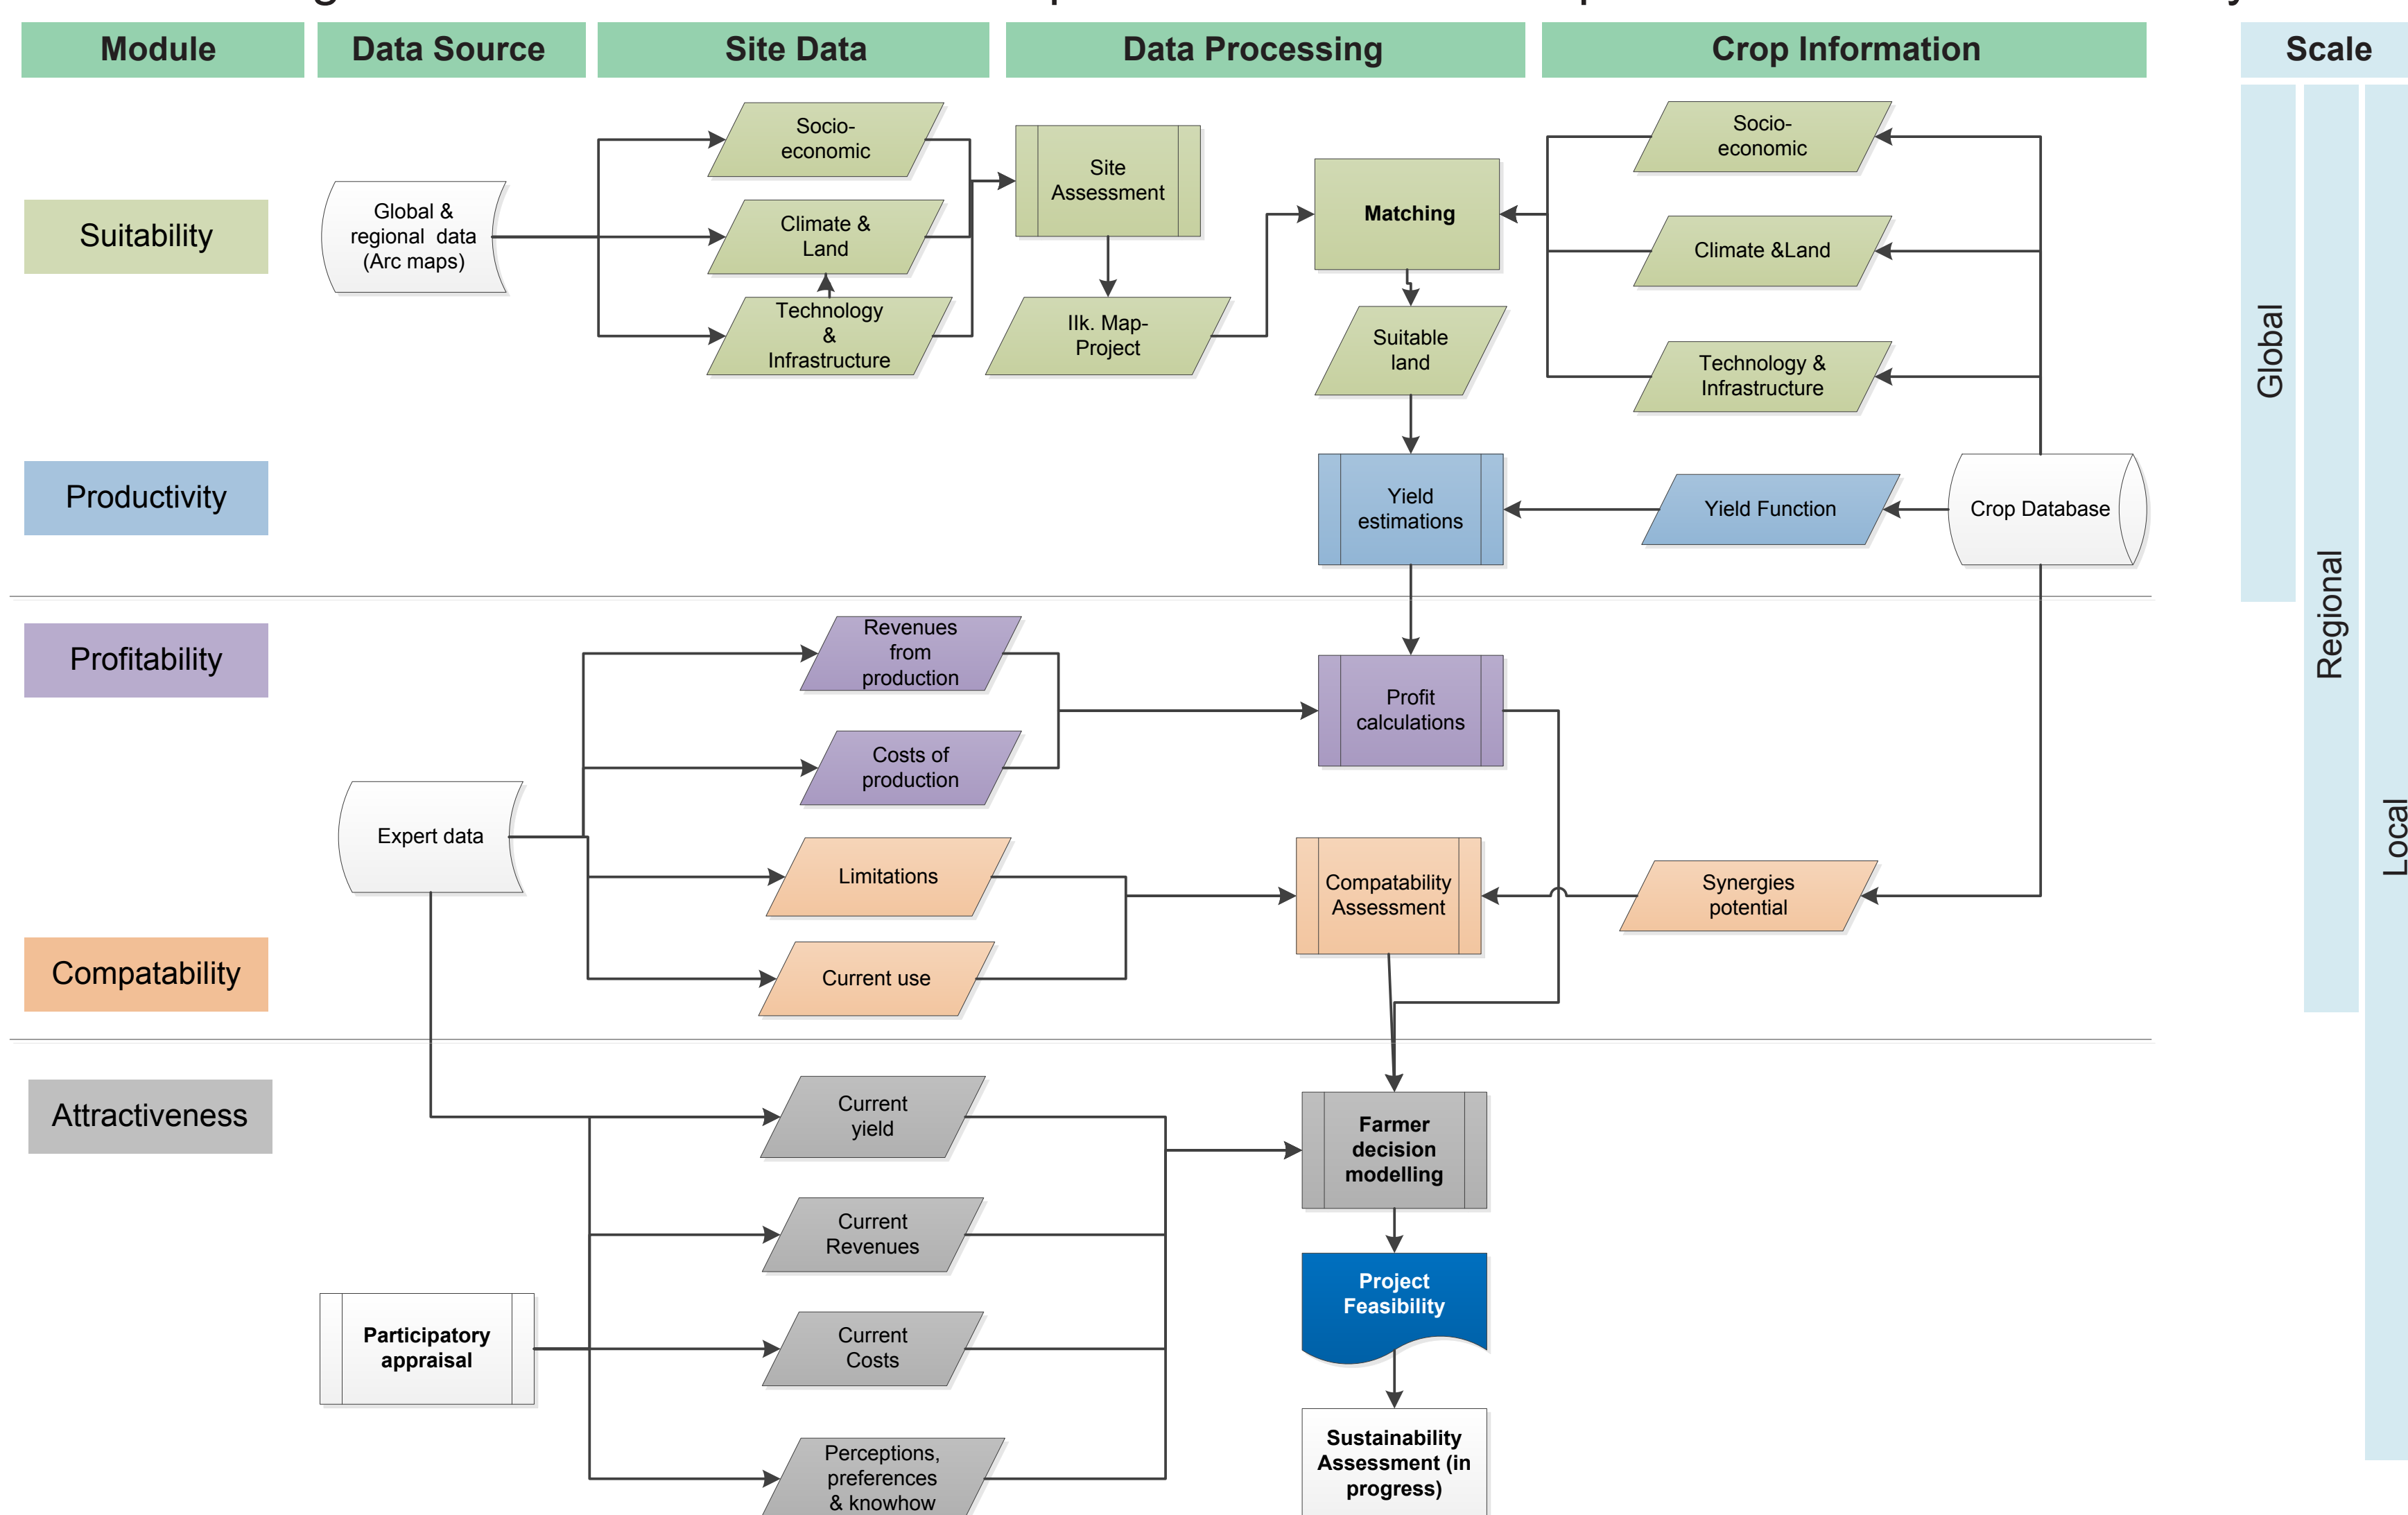 Module
Data Source
Site Data
Data Processing
Crop Information
Scale
Suitability
Global &
regional data
(Arc maps)
Socio-
economic
Climate &
Land
Technology
&
Infrastructure
Site
Assessment
IIk. Map-
Project
Matching
Suitable
land
Socio-
economic
Climate &Land
Technology &
Infrastructure
Global
Productivity
Yield
estimations
Yield Function
Crop Database
Regional
Profitability
Revenues
from
production
Costs of
production
Profit
calculations
Expert data
Limitations
Current use
Compatability
Assessment
Synergies
potential
Local
Compatability
Attractiveness
Current
yield
Current
Revenues
Current
Costs
Perceptions,
preferences
& knowhow
Participatory
appraisal
Farmer
decision
modelling
Project
Feasibility
Sustainability
Assessment (in
progress)